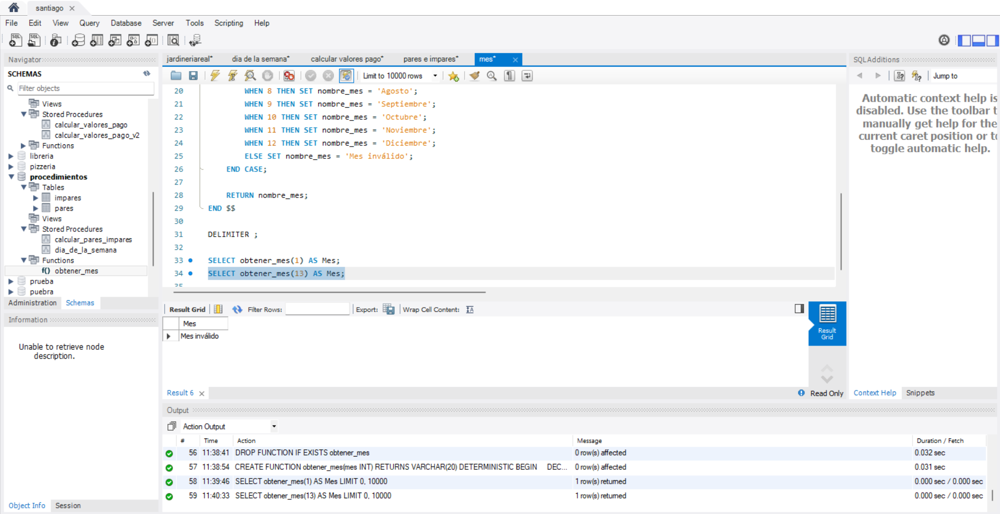 santiago
File Edit View Query Database Server Tools Scripting Help
Navigator
SCHEMAS
Filter objects
Views
Stored Procedures
calcular_valores_pago
calcular_valores_pago_v2
Functions
libreria
pizzeria
procedimientos
Tables
impares
pares
Views
Stored Procedures
calcular_pares_impares
dia_de_la_semana
Functions
f() obtener_mes
prueba
puebra
Administration Schemas
Information
Unable to retrieve node
description.
Object Info Session
jardineriareal* dia de la semana* calcular valores pago* pares e impares* mes*
Limit to 10000 rows
20 WHEN 8 THEN SET nombre_mes = 'Agosto';
21 WHEN 9 THEN SET nombre_mes = 'Septiembre';
22 WHEN 10 THEN SET nombre_mes = 'Octubre';
23 WHEN 11 THEN SET nombre_mes = 'Noviembre';
24 WHEN 12 THEN SET nombre_mes = 'Diciembre';
25 ELSE SET nombre_mes = 'Mes inválido';
26 END CASE;
27
28 RETURN nombre_mes;
29 END $$
30
31 DELIMITER ;
32
33 SELECT obtener_mes(1) AS Mes;
34 SELECT obtener_mes(13) AS Mes;
35
Result Grid Filter Rows: Export: Wrap Cell Content:
Mes
Mes inválido
Result
Grid
Result 6 Read Only
SQLAdditions
Jump to
Automatic context help is
disabled. Use the toolbar t
manually get help for the
current caret position or to
toggle automatic help.
Context Help Snippets
Output
Action Output
# Time Action Message Duration / Fetch
56 11:38:41 DROP FUNCTION IF EXISTS obtener_mes 0 row(s) affected 0.032 sec
57 11:38:54 CREATE FUNCTION obtener_mes(mes INT) RETURNS VARCHAR(20) DETERMINISTIC BEGIN DEC... 0 row(s) affected 0.031 sec
58 11:39:46 SELECT obtener_mes(1) AS Mes LIMIT 0, 10000 1 row(s) returned 0.000 sec / 0.000 sec
59 11:40:33 SELECT obtener_mes(13) AS Mes LIMIT 0, 10000 1 row(s) returned 0.000 sec / 0.000 sec